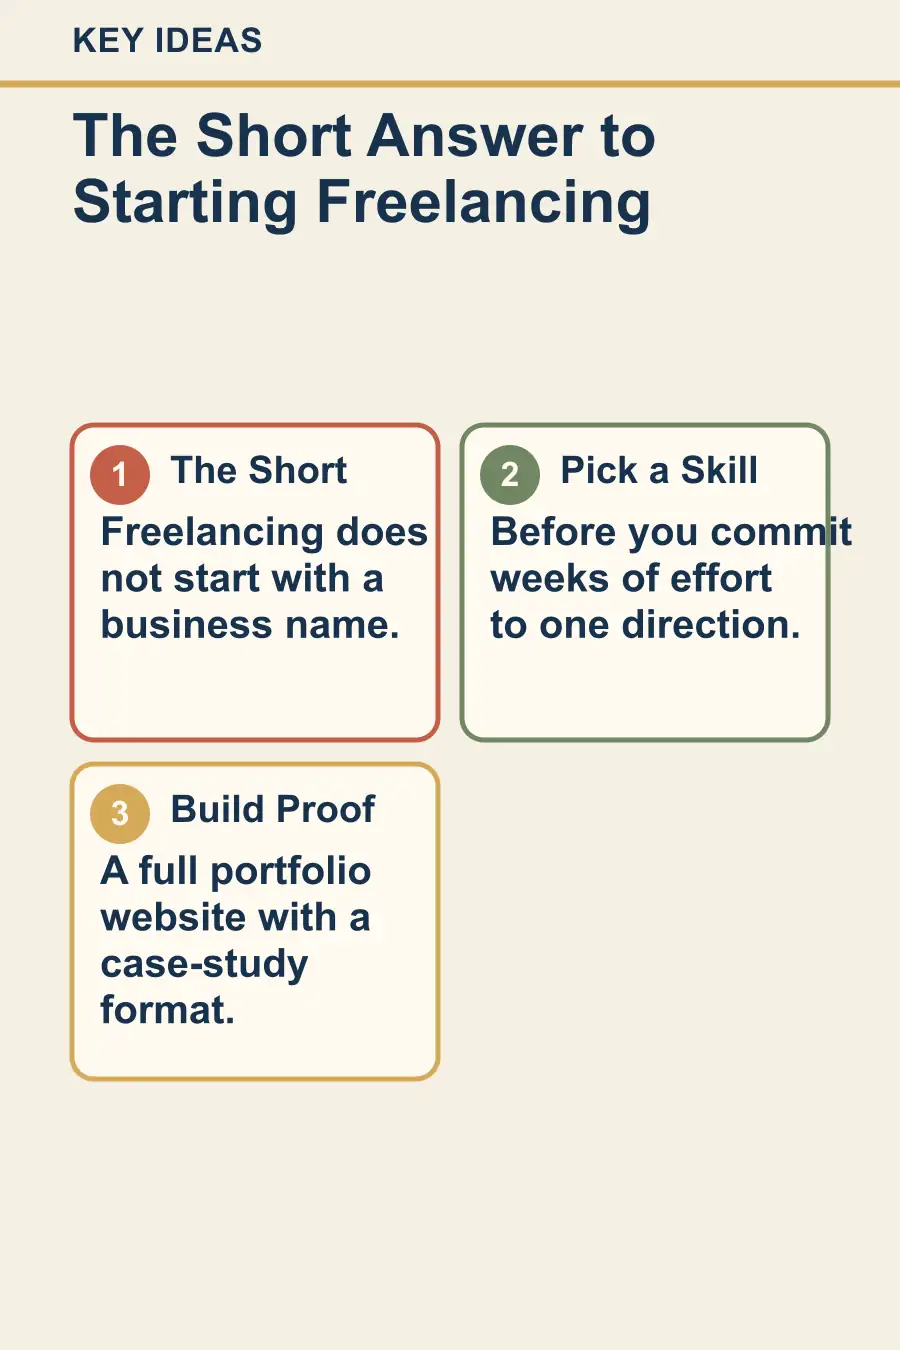 KEY IDEAS
The Short Answer to
Starting Freelancing
1 The Short
Freelancing does
not start with a
business name.
2 Pick a Skill
Before you commit
weeks of effort
to one direction.
3 Build Proof
A full portfolio
website with a
case-study
format.